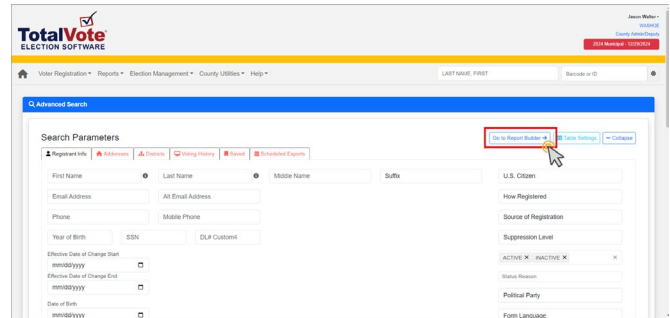 Jason Walter
WASHOE
County Admin/Deputy
TotalVote
ELECTION SOFTWARE
2024 Municipal - 02/29/2024
Voter Registration Reports Election Management County Utilities Help LAST NAME, FIRST Barcode or ID
Advanced Search
Search Parameters Go to Report Builder Table Settings Collapse
Registrant Info Addresses Districts Voting History Saved Scheduled Exports
First Name Last Name Middle Name Suffix U.S. Citizen
Email Address Alt Email Address How Registered
Phone Mobile Phone Source of Registration
Year of Birth SSN DL# Custom4 Suppression Level
Effective Date of Change Start
mm/dd/yyyy ACTIVE × INACTIVE × ×
Effective Date of Change End
mm/dd/yyyy Status Reason
Political Party
Date of Birth
mm/dd/yyyy Form Language